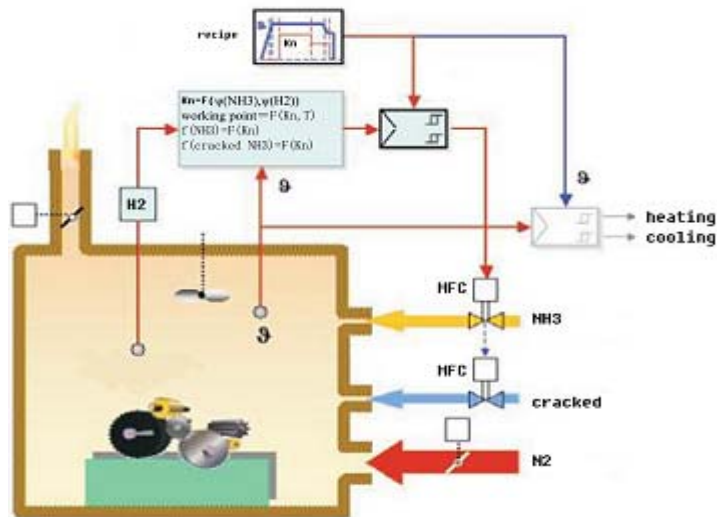 recipe
Kn
Kn=F(φ(NH3),φ(H2))
working point=F(Kn,T)
f(NH3)=F(Kn)
f(cracked NH3)=F(Kn)
ϑ
ϑ
H2
heating
cooling
MFC
NH3
ϑ
MFC
cracked
N2